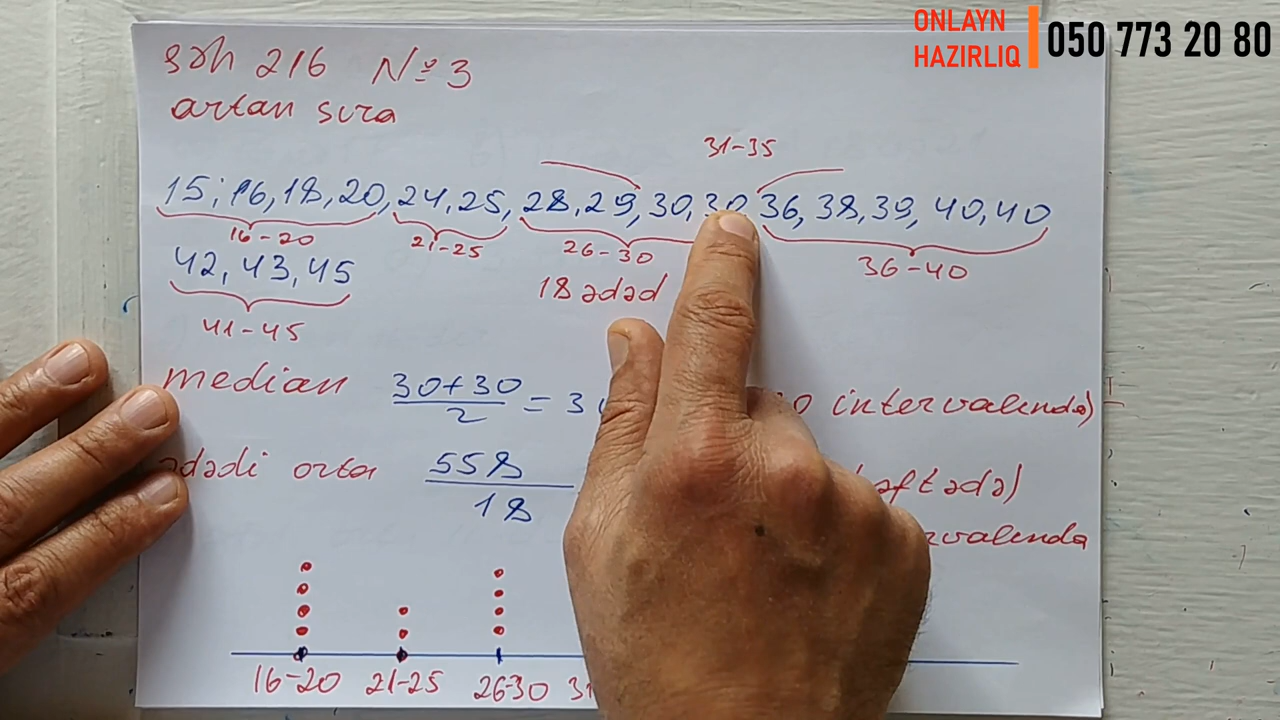 ONLAYN
HAZIRLIQ
050 773 20 80
səh 216 № 3
artan sıra
31-35
15; 16, 18, 20, 24, 25, 28, 29, 30, 30 36, 38, 39, 40, 40
16-20 21-25 26-30 36-40
42, 43, 45
18 ədəd
41-45
median 30+30 / 2 = intervalında)
ədədi orta 558 / 18
16-20 21-25 26-30